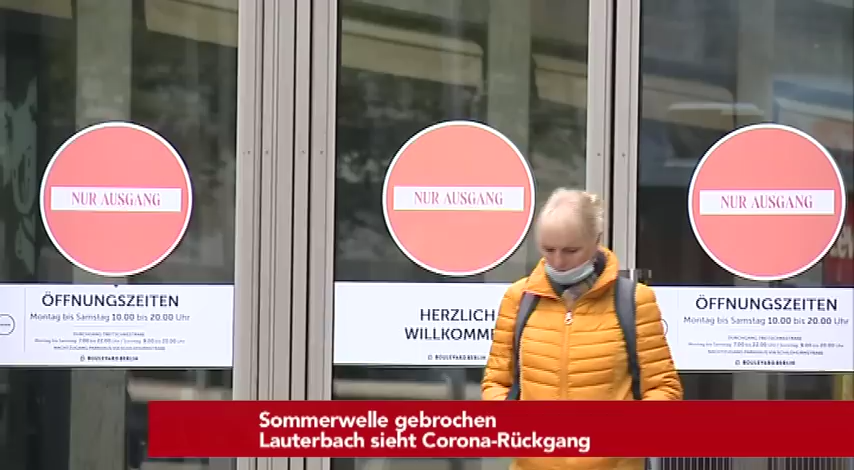 NUR AUSGANG
NUR AUSGANG
NUR AUSGANG
ÖFFNUNGSZEITEN
Montag bis Samstag 10.00 bis 20.00 Uhr
BOULEVARD BERLIN
HERZLICH
WILLKOMME
BOULEVARD BERLIN
ÖFFNUNGSZEITEN
Montag bis Samstag 10.00 bis 20.00 Uhr
BOULEVARD BERLIN
Sommerwelle gebrochen
Lauterbach sieht Corona-Rückgang